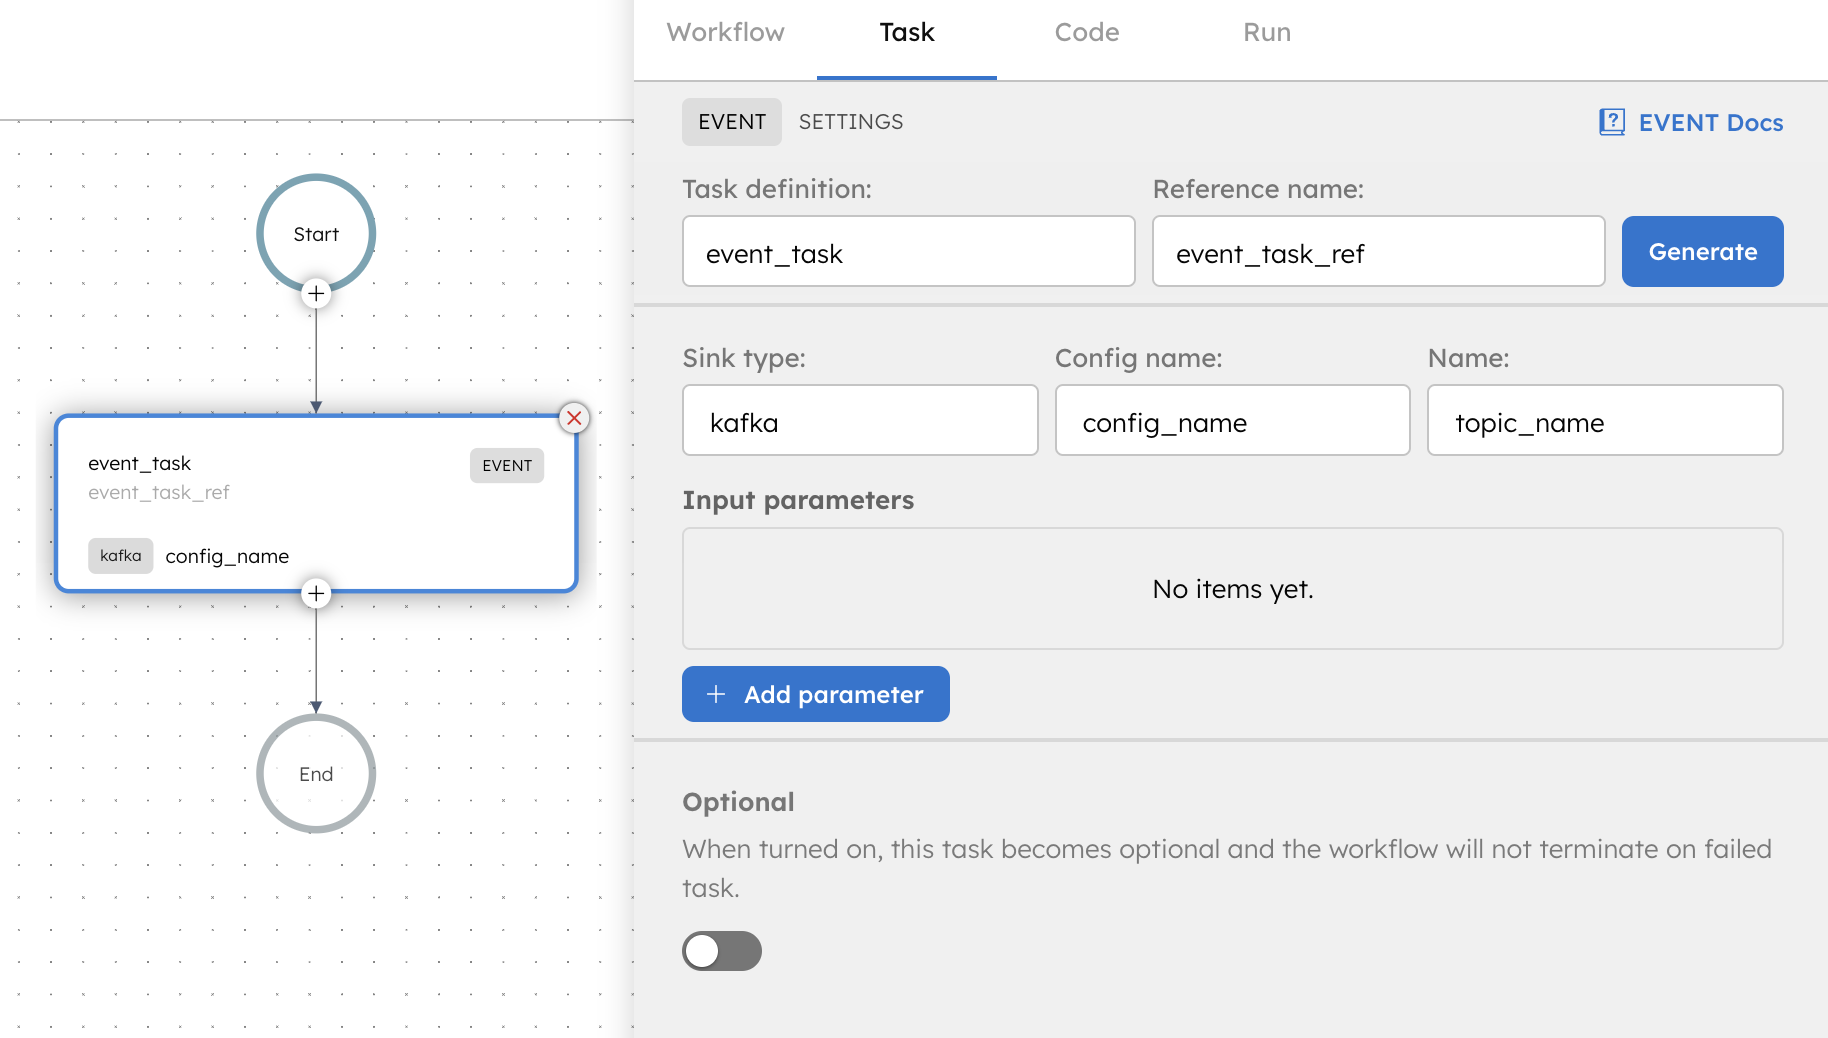 Workflow
Task
Code
Run
EVENT
SETTINGS
EVENT Docs
Task definition:
Reference name:
event_task
event_task_ref
Generate
Sink type:
Config name:
Name:
kafka
config_name
topic_name
Input parameters
No items yet.
Add parameter
Optional
When turned on, this task becomes optional and the workflow will not terminate on failed
task.
Start
event_task
EVENT
event_task_ref
kafka
config_name
End